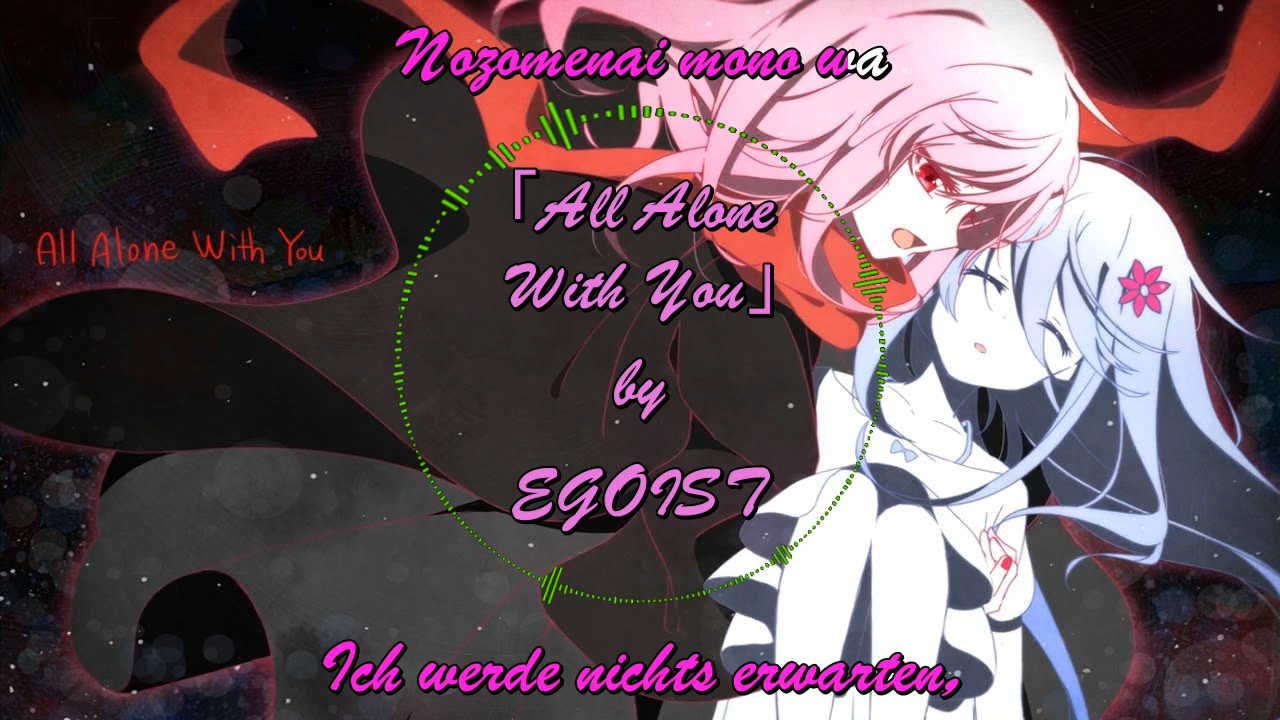 Nozomenai mono wa
「All Alone
With You」
by
EGOIST
All Alone With You
Ich werde nichts erwarten,